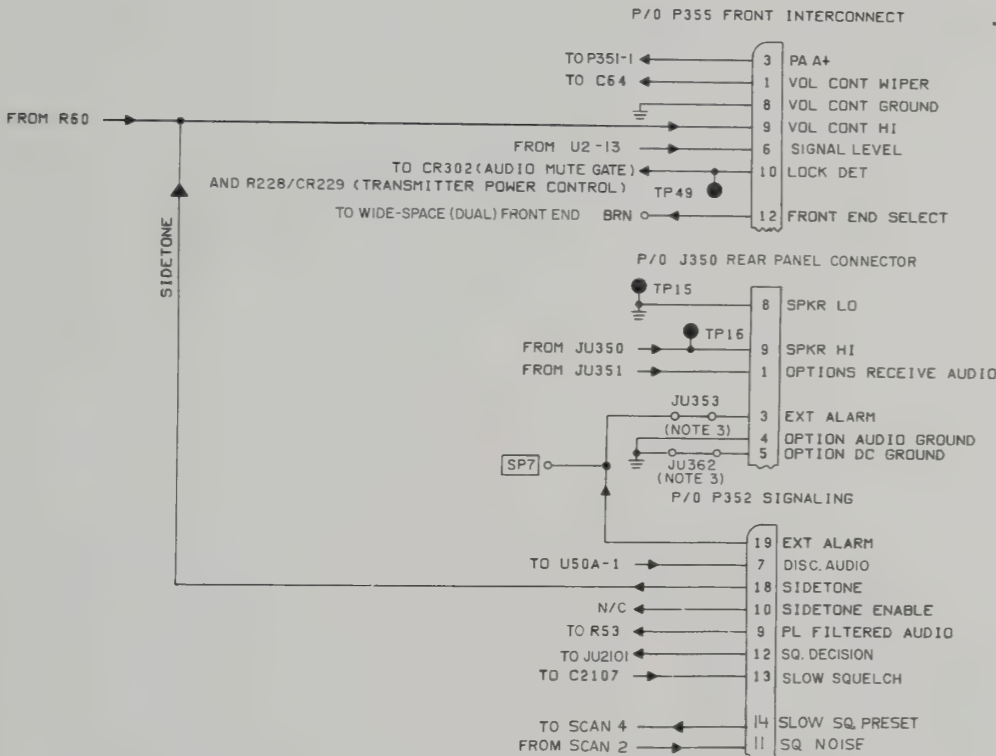 P/O P355 FRONT INTERCONNECT
TO P351-1 3 PA A+
TO C64 1 VOL CONT WIPER
8 VOL CONT GROUND
FROM R60 9 VOL CONT HI
FROM U2-13 6 SIGNAL LEVEL
TO CR302 (AUDIO MUTE GATE) 10 LOCK DET
AND R228/CR229 (TRANSMITTER POWER CONTROL) TP49
TO WIDE-SPACE (DUAL) FRONT END BRN 12 FRONT END SELECT
SIDETONE
P/O J350 REAR PANEL CONNECTOR
TP15
8 SPKR LO
TP16
FROM JU350 9 SPKR HI
FROM JU351 1 OPTIONS RECEIVE AUDIO
JU353
3 EXT ALARM
(NOTE 3)
4 OPTION AUDIO GROUND
5 OPTION DC GROUND
SP7
JU362
(NOTE 3)
P/O P352 SIGNALING
19 EXT ALARM
TO U50A-1 7 DISC. AUDIO
18 SIDETONE
N/C 10 SIDETONE ENABLE
TO R53 9 PL FILTERED AUDIO
TO JU2101 12 SQ. DECISION
TO C2107 13 SLOW SQUELCH
TO SCAN 4 14 SLOW SQ PRESET
FROM SCAN 2 11 SQ NOISE